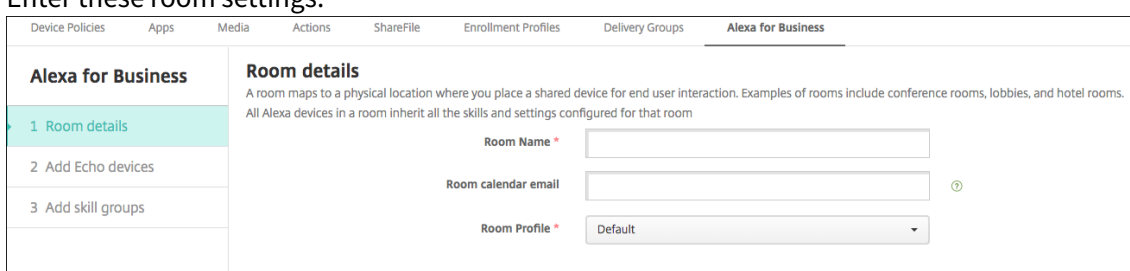 Enter these room settings:
Device Policies Apps Media Actions ShareFile Enrollment Profiles Delivery Groups Alexa for Business
Alexa for Business
1 Room details
2 Add Echo devices
3 Add skill groups
Room details
A room maps to a physical location where you place a shared device for end user interaction. Examples of rooms include conference rooms, lobbies, and hotel rooms.
All Alexa devices in a room inherit all the skills and settings configured for that room
Room Name *
Room calendar email
?
Room Profile * Default